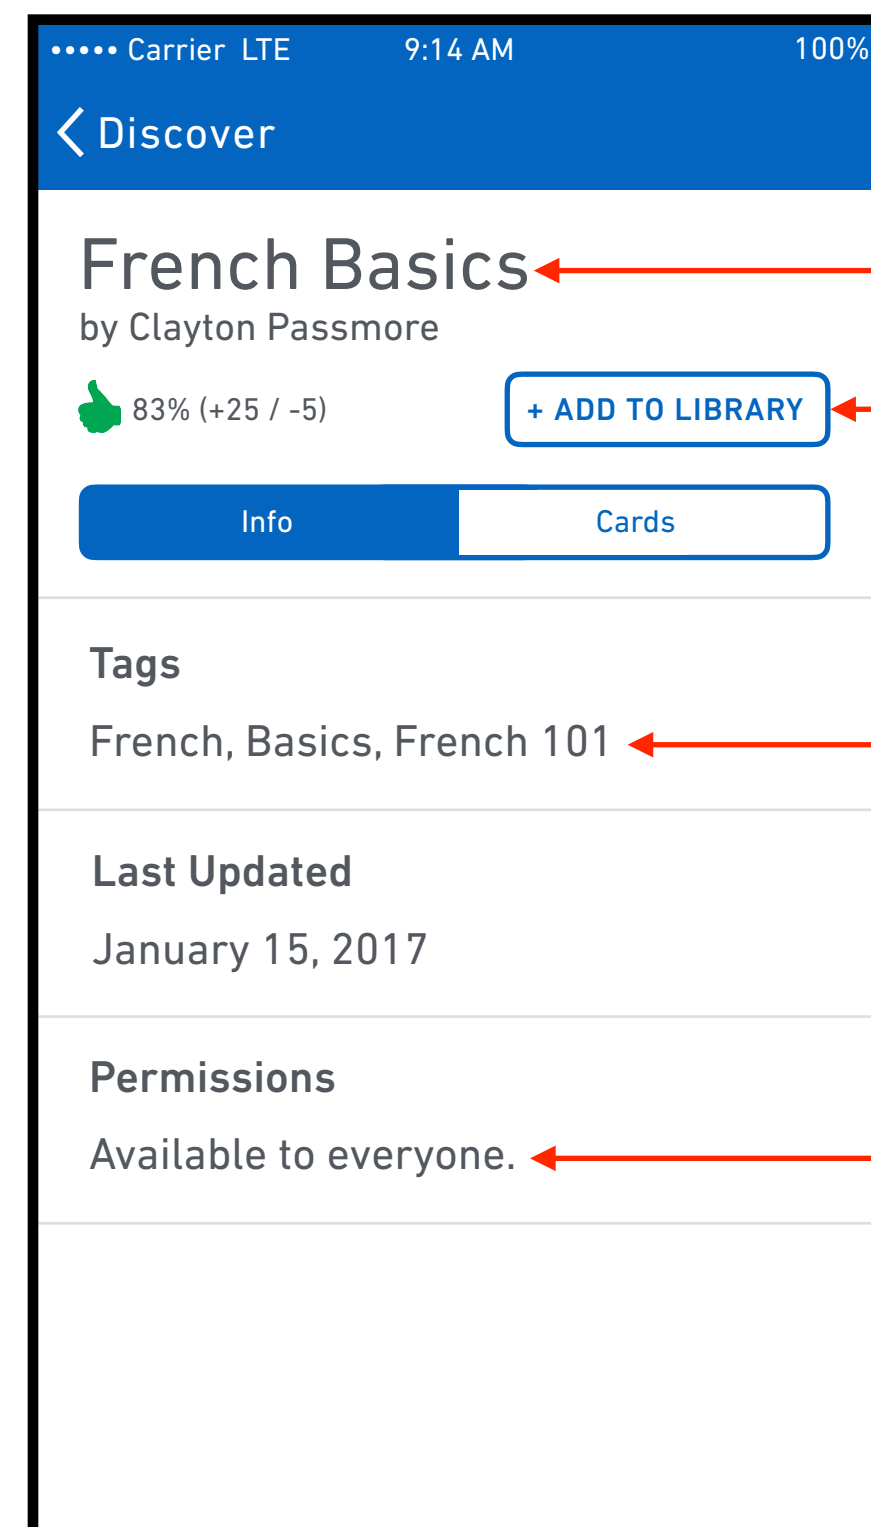 ••••• Carrier LTE 9:14 AM 100%
Discover
French Basics
by Clayton Passmore
83% (+25 / -5)
+ ADD TO LIBRARY
Info Cards
Tags
French, Basics, French 101
Last Updated
January 15, 2017
Permissions
Available to everyone.